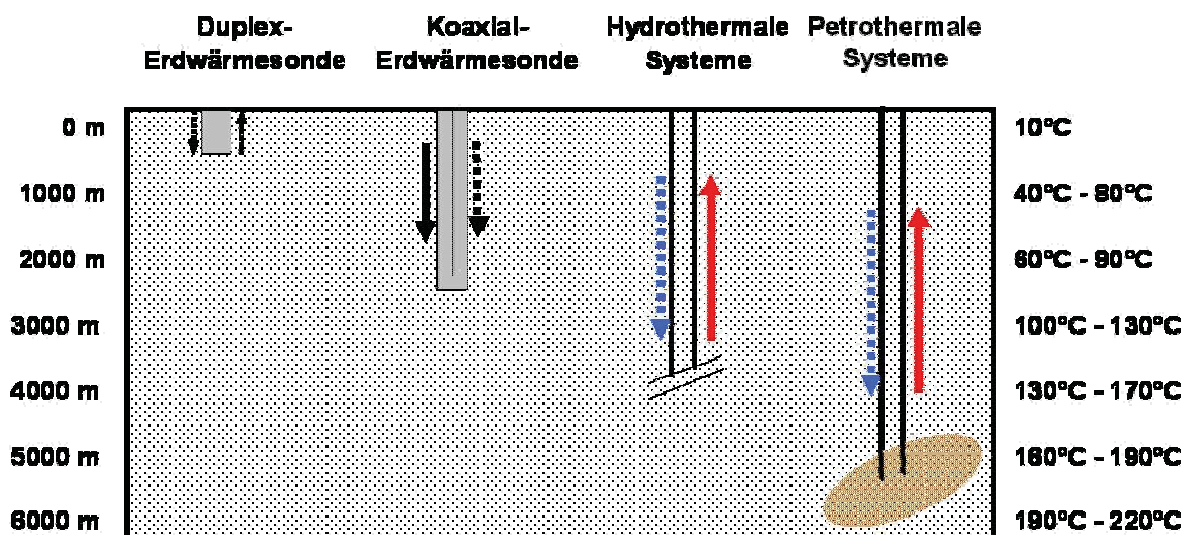 Duplex-
Erdwärmesonde
Koaxial-
Erdwärmesonde
Hydrothermale
Systeme
Petrothermale
Systeme
0 m
10°C
1000 m
40°C - 80°C
2000 m
60°C - 90°C
3000 m
100°C - 130°C
4000 m
130°C - 170°C
5000 m
160°C - 190°C
6000 m
190°C - 220°C